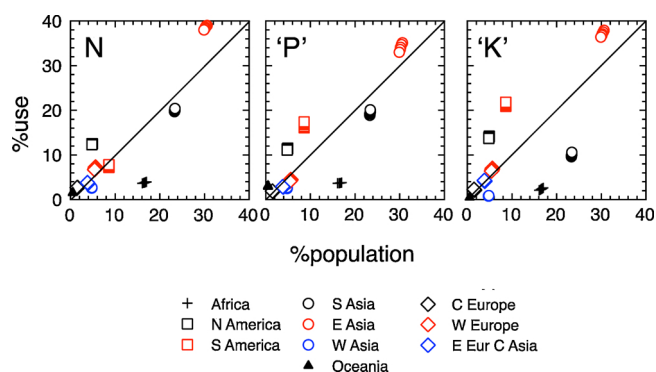 N
'P'
'K'
%use
40
30
20
10
0
0 10 20 30 40
0 10 20 30 40
0 10 20 30 40
%population
Africa
S Asia
C Europe
N America
E Asia
W Europe
S America
W Asia
E Eur C Asia
Oceania